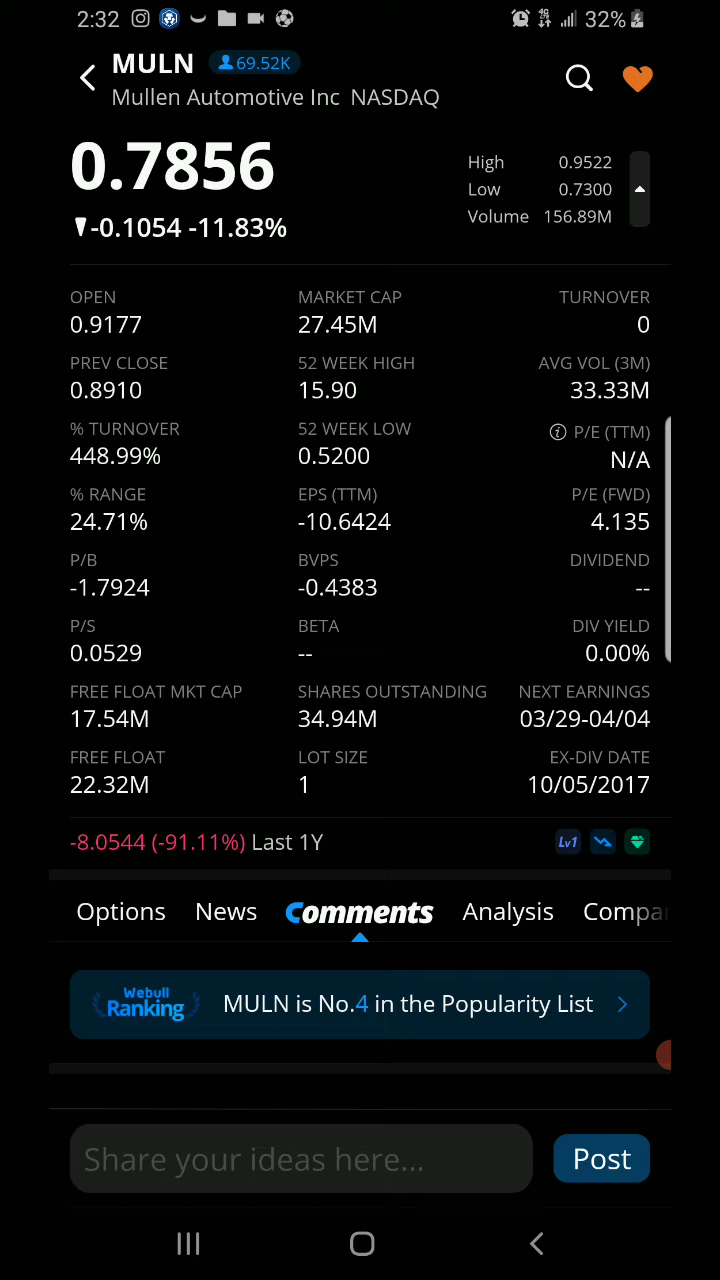 2:32 4G 32%
MULN 69.52K
Mullen Automotive Inc NASDAQ
0.7856
-0.1054 -11.83%
High 0.9522
Low 0.7300
Volume 156.89M
OPEN MARKET CAP TURNOVER
0.9177 27.45M 0
PREV CLOSE 52 WEEK HIGH AVG VOL (3M)
0.8910 15.90 33.33M
% TURNOVER 52 WEEK LOW P/E (TTM)
448.99% 0.5200 N/A
% RANGE EPS (TTM) P/E (FWD)
24.71% -10.6424 4.135
P/B BVPS DIVIDEND
-1.7924 -0.4383 --
P/S BETA DIV YIELD
0.0529 -- 0.00%
FREE FLOAT MKT CAP SHARES OUTSTANDING NEXT EARNINGS
17.54M 34.94M 03/29-04/04
FREE FLOAT LOT SIZE EX-DIV DATE
22.32M 1 10/05/2017
-8.0544 (-91.11%) Last 1Y Lv1
Options News Comments Analysis Compa
Webull
Ranking
MULN is No.4 in the Popularity List
Share your ideas here... Post